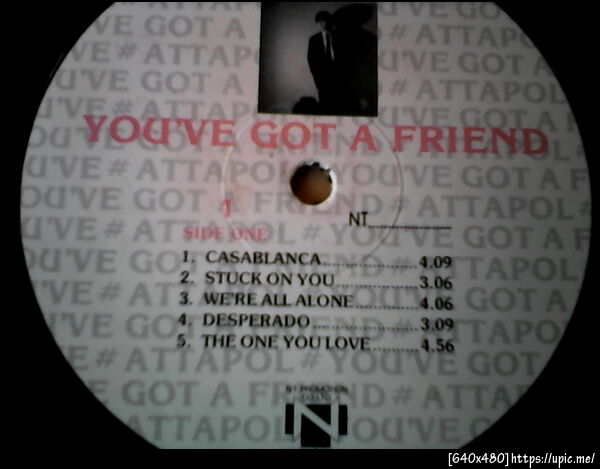 YOU'VE GOT A FRIEND
NT
SIDE ONE
1. CASABLANCA 4.09
2. STUCK ON YOU 3.06
3. WE'RE ALL ALONE 4.06
4. DESPERADO 3.09
5. THE ONE YOU LOVE 4.56
NT PROMOTION
N
[640x480]https://upic.me/